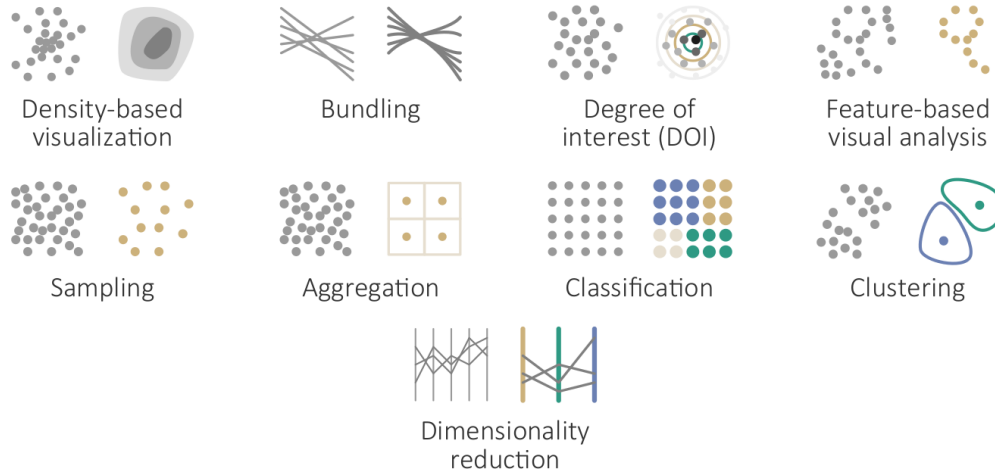 Density-based
visualization
Bundling
Degree of
interest (DOI)
Feature-based
visual analysis
Sampling
Aggregation
Classification
Clustering
Dimensionality
reduction